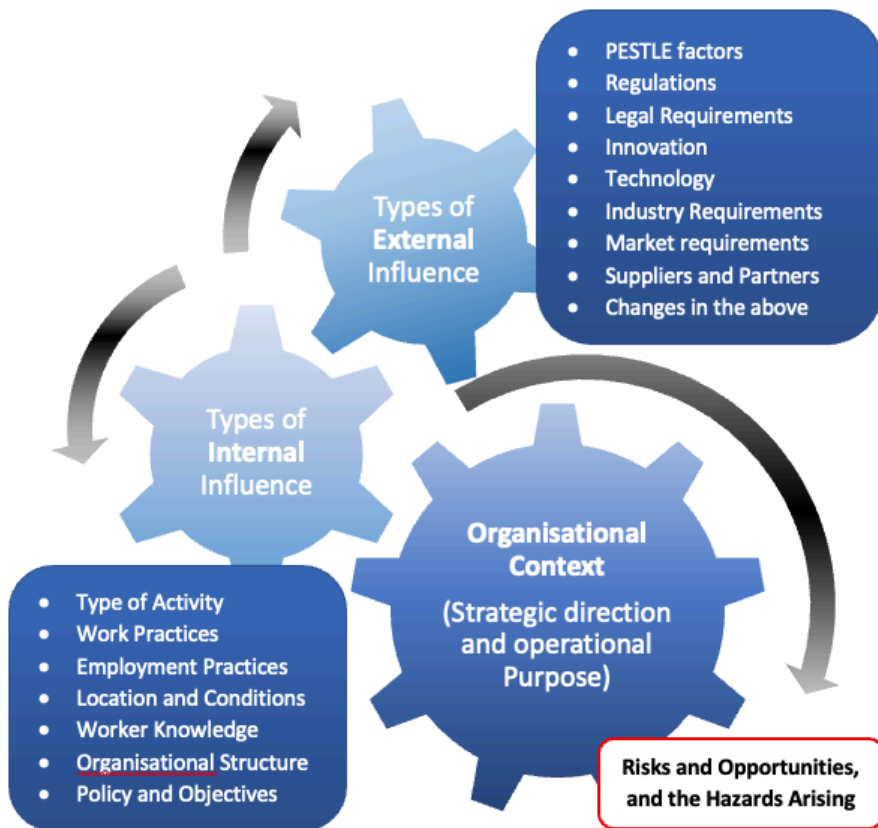 Types of
External
Influence
• PESTLE factors
• Regulations
• Legal Requirements
• Innovation
• Technology
• Industry Requirements
• Market requirements
• Suppliers and Partners
• Changes in the above
Types of
Internal
Influence
• Type of Activity
• Work Practices
• Employment Practices
• Location and Conditions
• Worker Knowledge
• Organisational Structure
• Policy and Objectives
Organisational
Context
(Strategic direction
and operational
Purpose)
Risks and Opportunities,
and the Hazards Arising